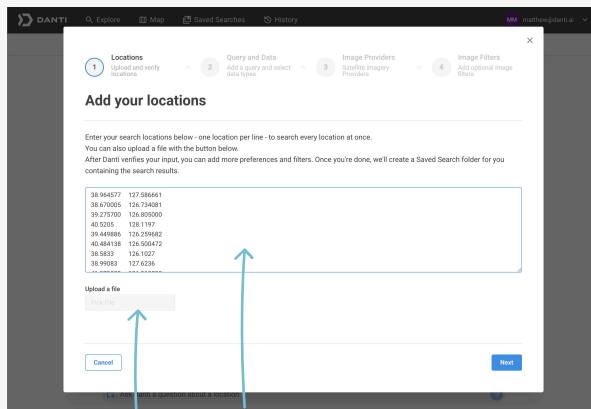 DANTI
Explore
Map
Saved Searches
History
MM matthew@danti.ai
1
Locations
Upload and verify
locations
2
Query and Data
Add a query and select
data types
3
Image Providers
Satellite Imagery
Providers
4
Image Filters
Add optional image
filters
Add your locations
Enter your search locations below - one location per line - to search every location at once.
You can also upload a file with the button below.
After Danti verifies your input, you can add more preferences and filters. Once you're done, we'll create a Saved Search folder for you
containing the search results.
38.964577 127.586661
38.670005 126.734081
39.275700 126.805000
40.5205 128.1197
39.449886 126.259682
40.484138 126.500472
38.5833 126.1027
38.99083 127.6236
Upload a file
Pick File
Cancel
Next
Ask Danti a question about a location